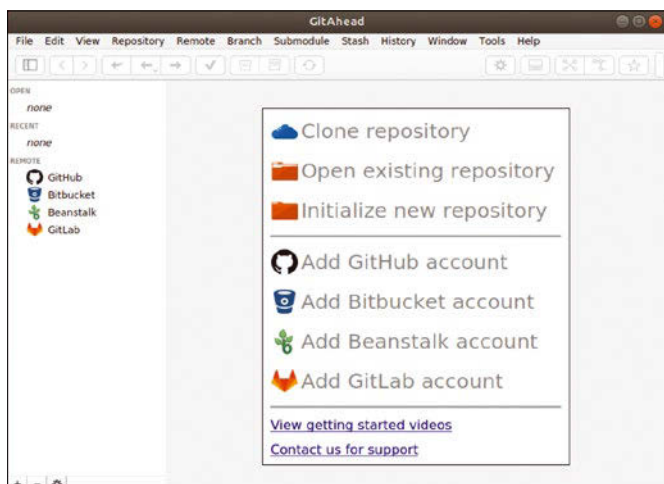 GitAhead
File Edit View Repository Remote Branch Submodule Stash History Window Tools Help
OPEN
none
RECENT
none
REMOTE
GitHub
Bitbucket
Beanstalk
GitLab
Clone repository
Open existing repository
Initialize new repository
Add GitHub account
Add Bitbucket account
Add Beanstalk account
Add GitLab account
View getting started videos
Contact us for support